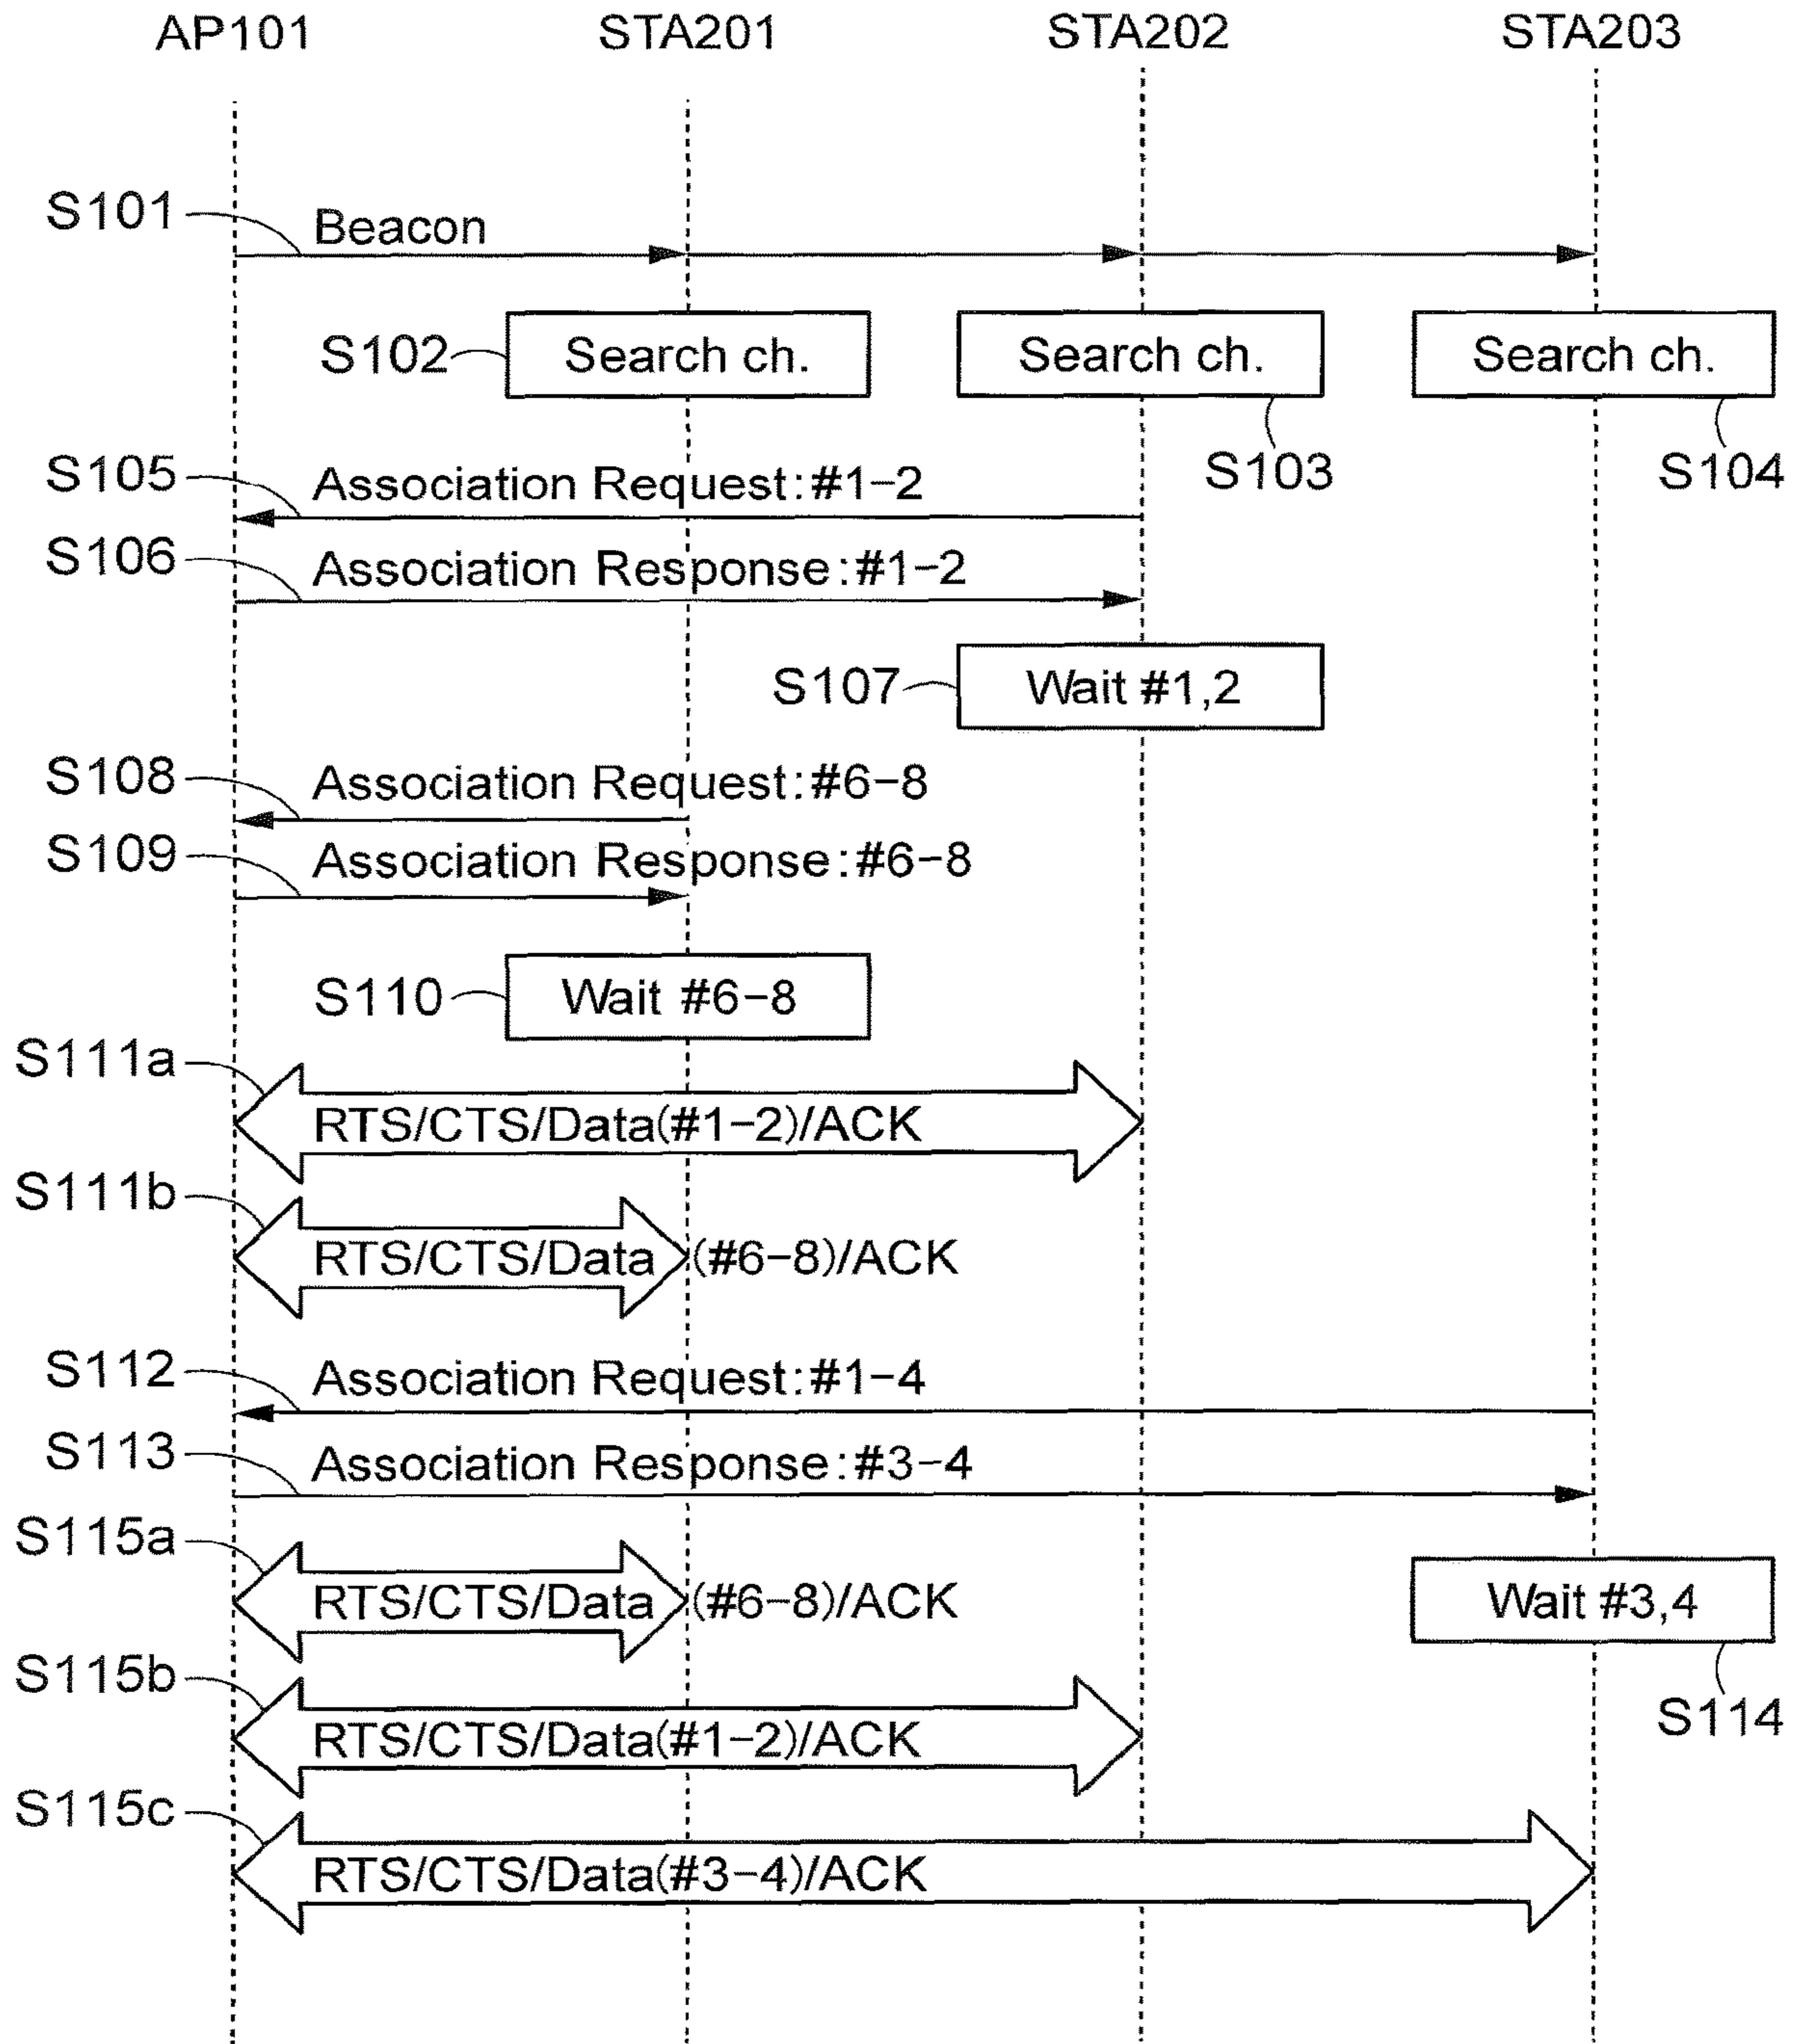 AP101 STA201 STA202 STA203
S101 Beacon
S102 Search ch. Search ch. Search ch.
S103 S104
S105 Association Request:#1-2
S106 Association Response:#1-2
S107 Wait #1,2
S108 Association Request:#6-8
S109 Association Response:#6-8
S110 Wait #6-8
S111a
RTS/CTS/Data(#1-2)/ACK
S111b
RTS/CTS/Data (#6-8)/ACK
S112 Association Request:#1-4
S113 Association Response:#3-4
S115a
RTS/CTS/Data (#6-8)/ACK Wait #3,4
S115b S114
RTS/CTS/Data(#1-2)/ACK
S115c
RTS/CTS/Data(#3-4)/ACK